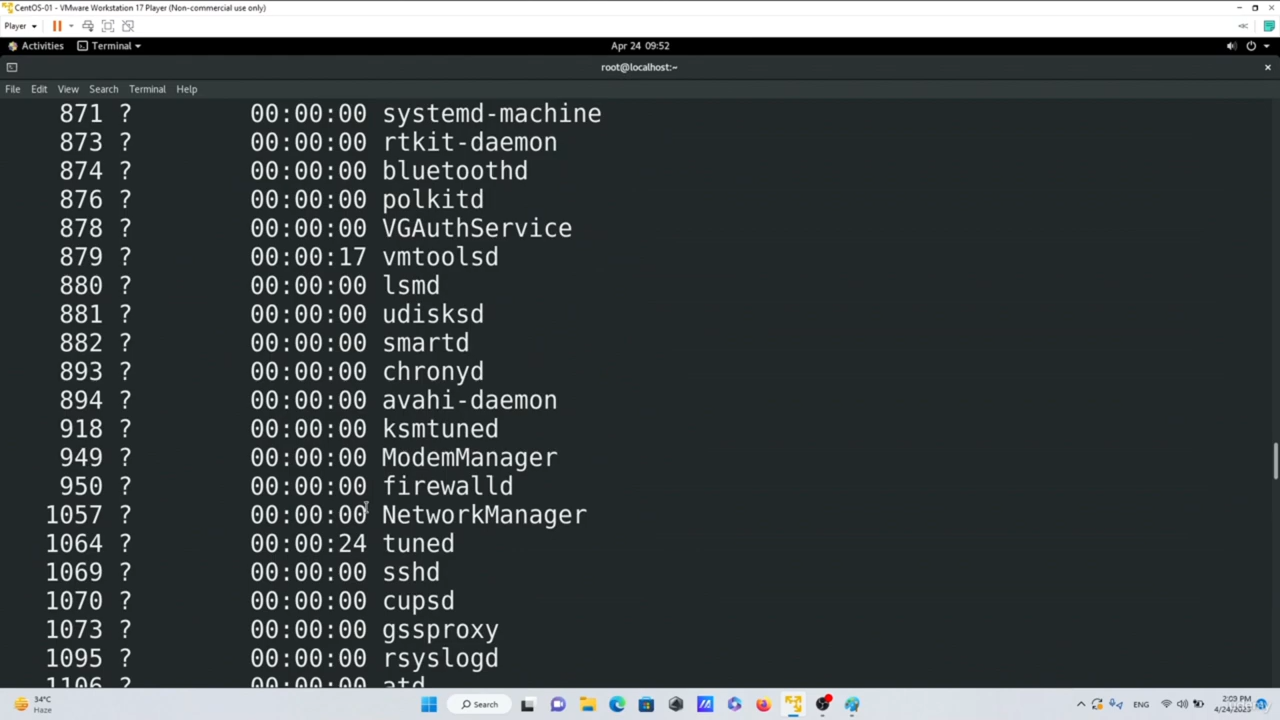 CentOS-01 - VMware Workstation 17 Player (Non-commercial use only)
Player
Activities Terminal Apr 24 09:52
root@localhost:~
File Edit View Search Terminal Help
871 ? 00:00:00 systemd-machine
873 ? 00:00:00 rtkit-daemon
874 ? 00:00:00 bluetoothd
876 ? 00:00:00 polkitd
878 ? 00:00:00 VGAuthService
879 ? 00:00:17 vmtoolsd
880 ? 00:00:00 lsmd
881 ? 00:00:00 udisksd
882 ? 00:00:00 smartd
893 ? 00:00:00 chronyd
894 ? 00:00:00 avahi-daemon
918 ? 00:00:00 ksmtuned
949 ? 00:00:00 ModemManager
950 ? 00:00:00 firewalld
1057 ? 00:00:00 NetworkManager
1064 ? 00:00:24 tuned
1069 ? 00:00:00 sshd
1070 ? 00:00:00 cupsd
1073 ? 00:00:00 gssproxy
1095 ? 00:00:00 rsyslogd
1106 ? 00:00:00 atd
34°C
Haze
Search
ENG
2:03 PM
4/24/2023